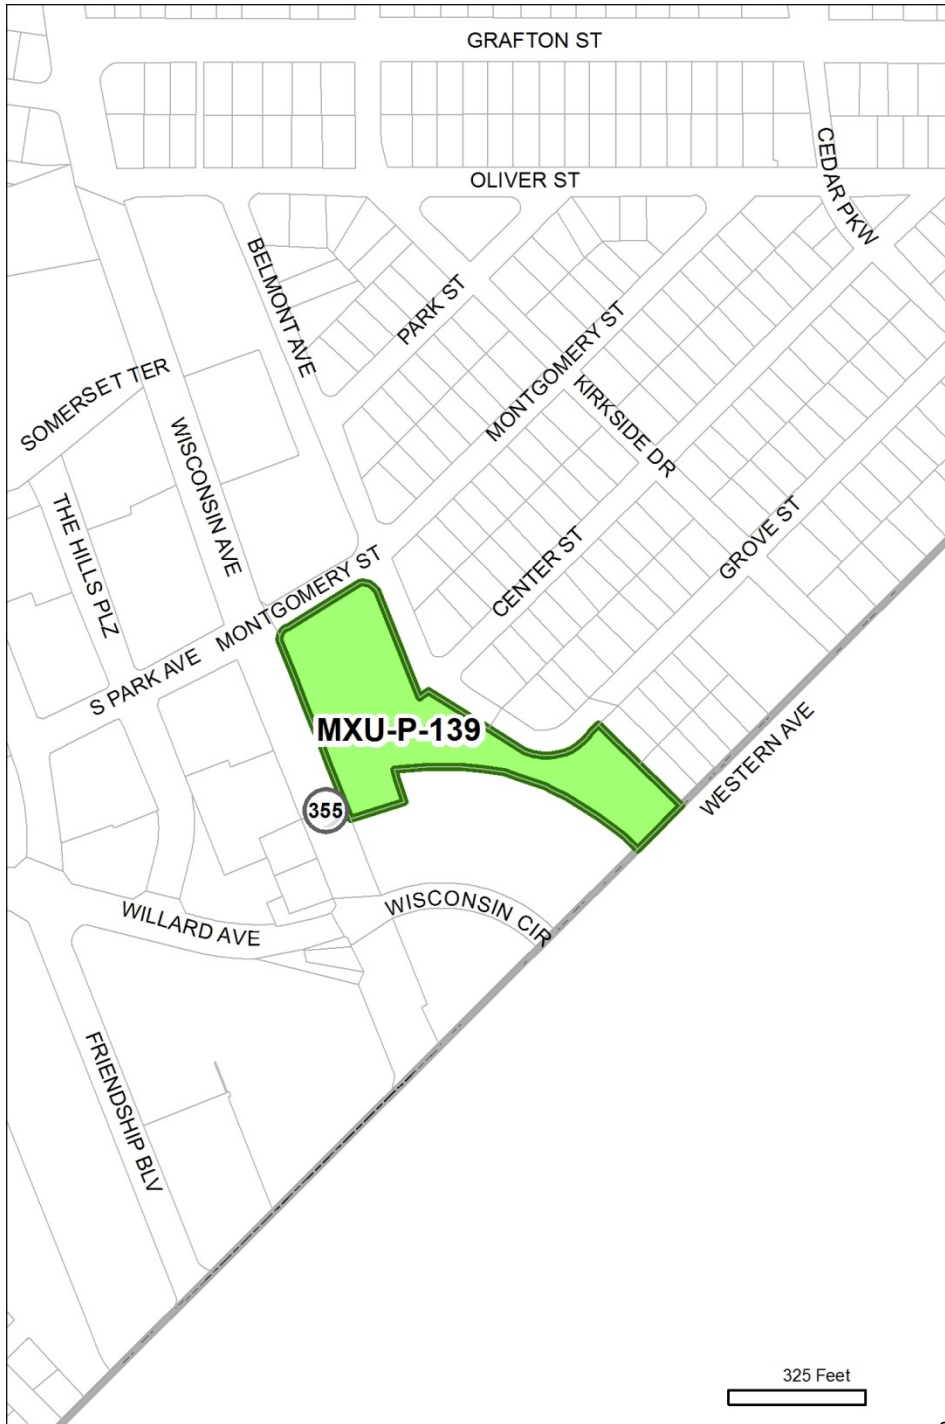 GRAFTON ST
CEDAR PKW
OLIVER ST
BELMONT AVE
PARK ST
MONTGOMERY ST
KIRKSIDE DR
SOMERSET TER
WISCONSIN AVE
THE HILLS PLZ
GROVE ST
CENTER ST
MONTGOMERY ST
S PARK AVE
MXU-P-139
WESTERN AVE
355
WISCONSIN CIR
WILLARD AVE
FRIENDSHIP BLV
325 Feet